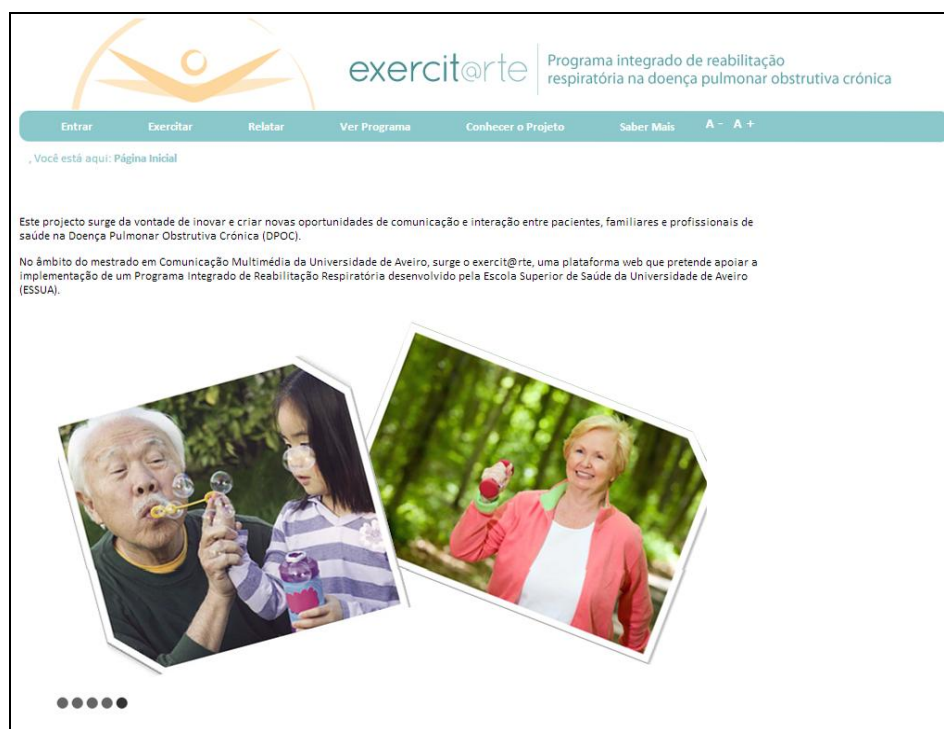 exercit@rte
Programa integrado de reabilitação
respiratória na doença pulmonar obstrutiva crónica
Entrar Exercitar Relatar Ver Programa Conhecer o Projeto Saber Mais A - A +
, Você está aqui: Página Inicial
Este projecto surge da vontade de inovar e criar novas oportunidades de comunicação e interação entre pacientes, familiares e profissionais de
saúde na Doença Pulmonar Obstrutiva Crónica (DPOC).
No âmbito do mestrado em Comunicação Multimédia da Universidade de Aveiro, surge o exercit@rte, uma plataforma web que pretende apoiar a
implementação de um Programa Integrado de Reabilitação Respiratória desenvolvido pela Escola Superior de Saúde da Universidade de Aveiro
(ESSUA).